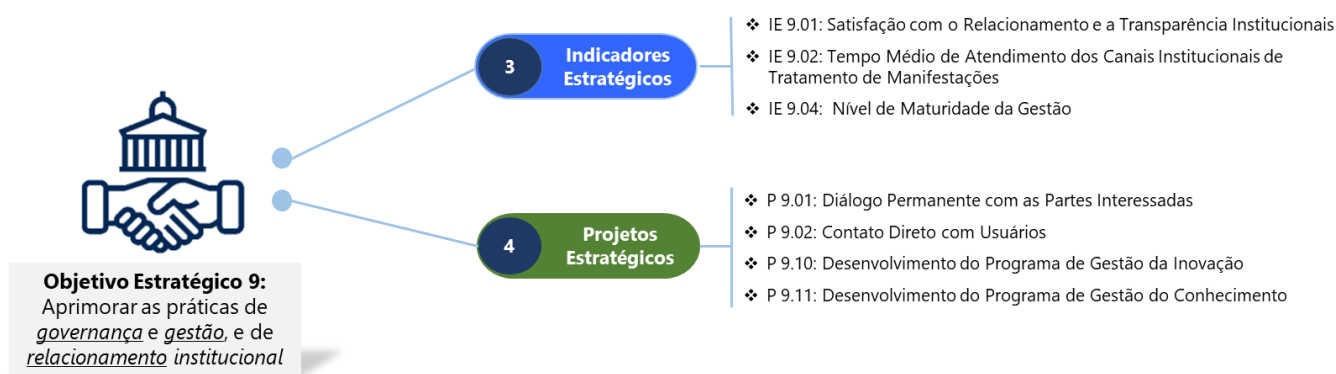 Objetivo Estratégico 9:
Aprimorar as práticas de
governança e gestão, e de
relacionamento institucional
3
Indicadores
Estratégicos
❖ IE 9.01: Satisfação com o Relacionamento e a Transparência Institucionais
❖ IE 9.02: Tempo Médio de Atendimento dos Canais Institucionais de
Tratamento de Manifestações
❖ IE 9.04: Nível de Maturidade da Gestão
4
Projetos
Estratégicos
❖ P 9.01: Diálogo Permanente com as Partes Interessadas
❖ P 9.02: Contato Direto com Usuários
❖ P 9.10: Desenvolvimento do Programa de Gestão da Inovação
❖ P 9.11: Desenvolvimento do Programa de Gestão do Conhecimento